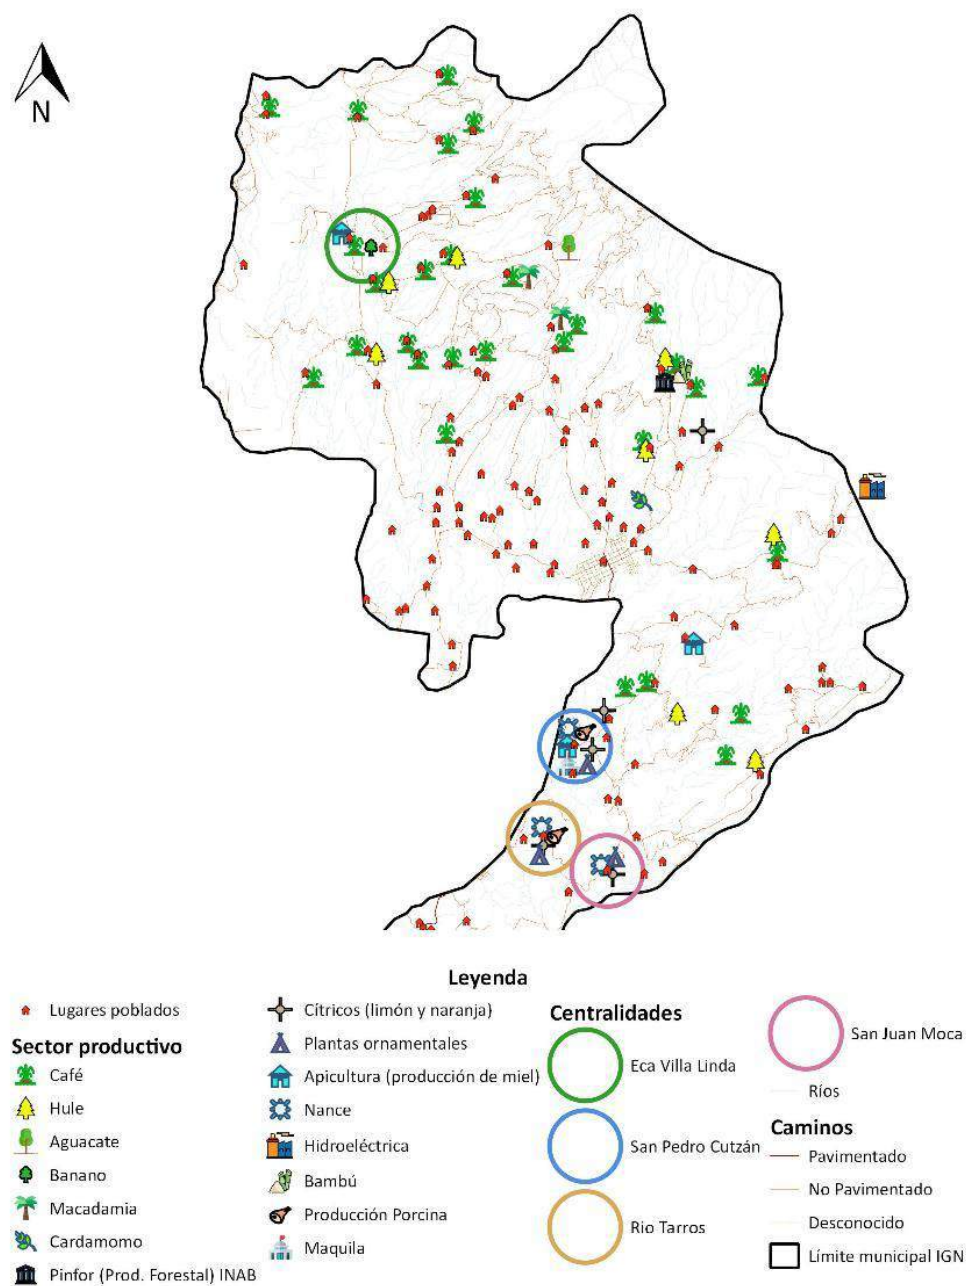 N
Leyenda
Lugares poblados
Sector productivo
Café
Hule
Aguacate
Banano
Macadamia
Cardamomo
Pinfor (Prod. Forestal) INAB
Cítricos (limón y naranja)
Plantas ornamentales
Apicultura (producción de miel)
Nance
Hidroeléctrica
Bambú
Producción Porcina
Maquila
Centralidades
Eca Villa Linda
San Pedro Cutzán
Rio Tarros
San Juan Moca
Ríos
Caminos
Pavimentado
No Pavimentado
Desconocido
Límite municipal IGN